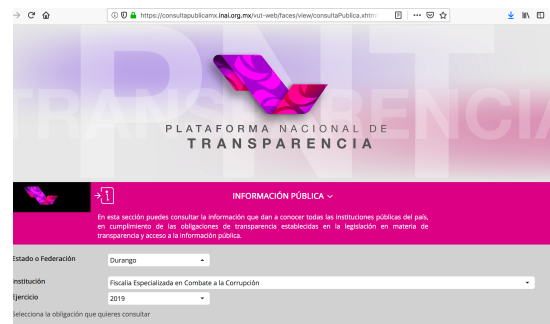 https://consultapublicamx.inai.org.mx/vut-web/faces/view/consultaPublica.xhtml
PNT
TRANSPARENCIA
PLATAFORMA NACIONAL DE
TRANSPARENCIA
INFORMACIÓN PÚBLICA
En esta sección puedes consultar la información que dan a conocer todas las instituciones públicas del país,
en cumplimiento de las obligaciones de transparencia establecidas en la legislación en materia de
transparencia y acceso a la información pública.
Estado o Federación Durango
Institución Fiscalía Especializada en Combate a la Corrupción
Ejercicio 2019
Selecciona la obligación que quieres consultar